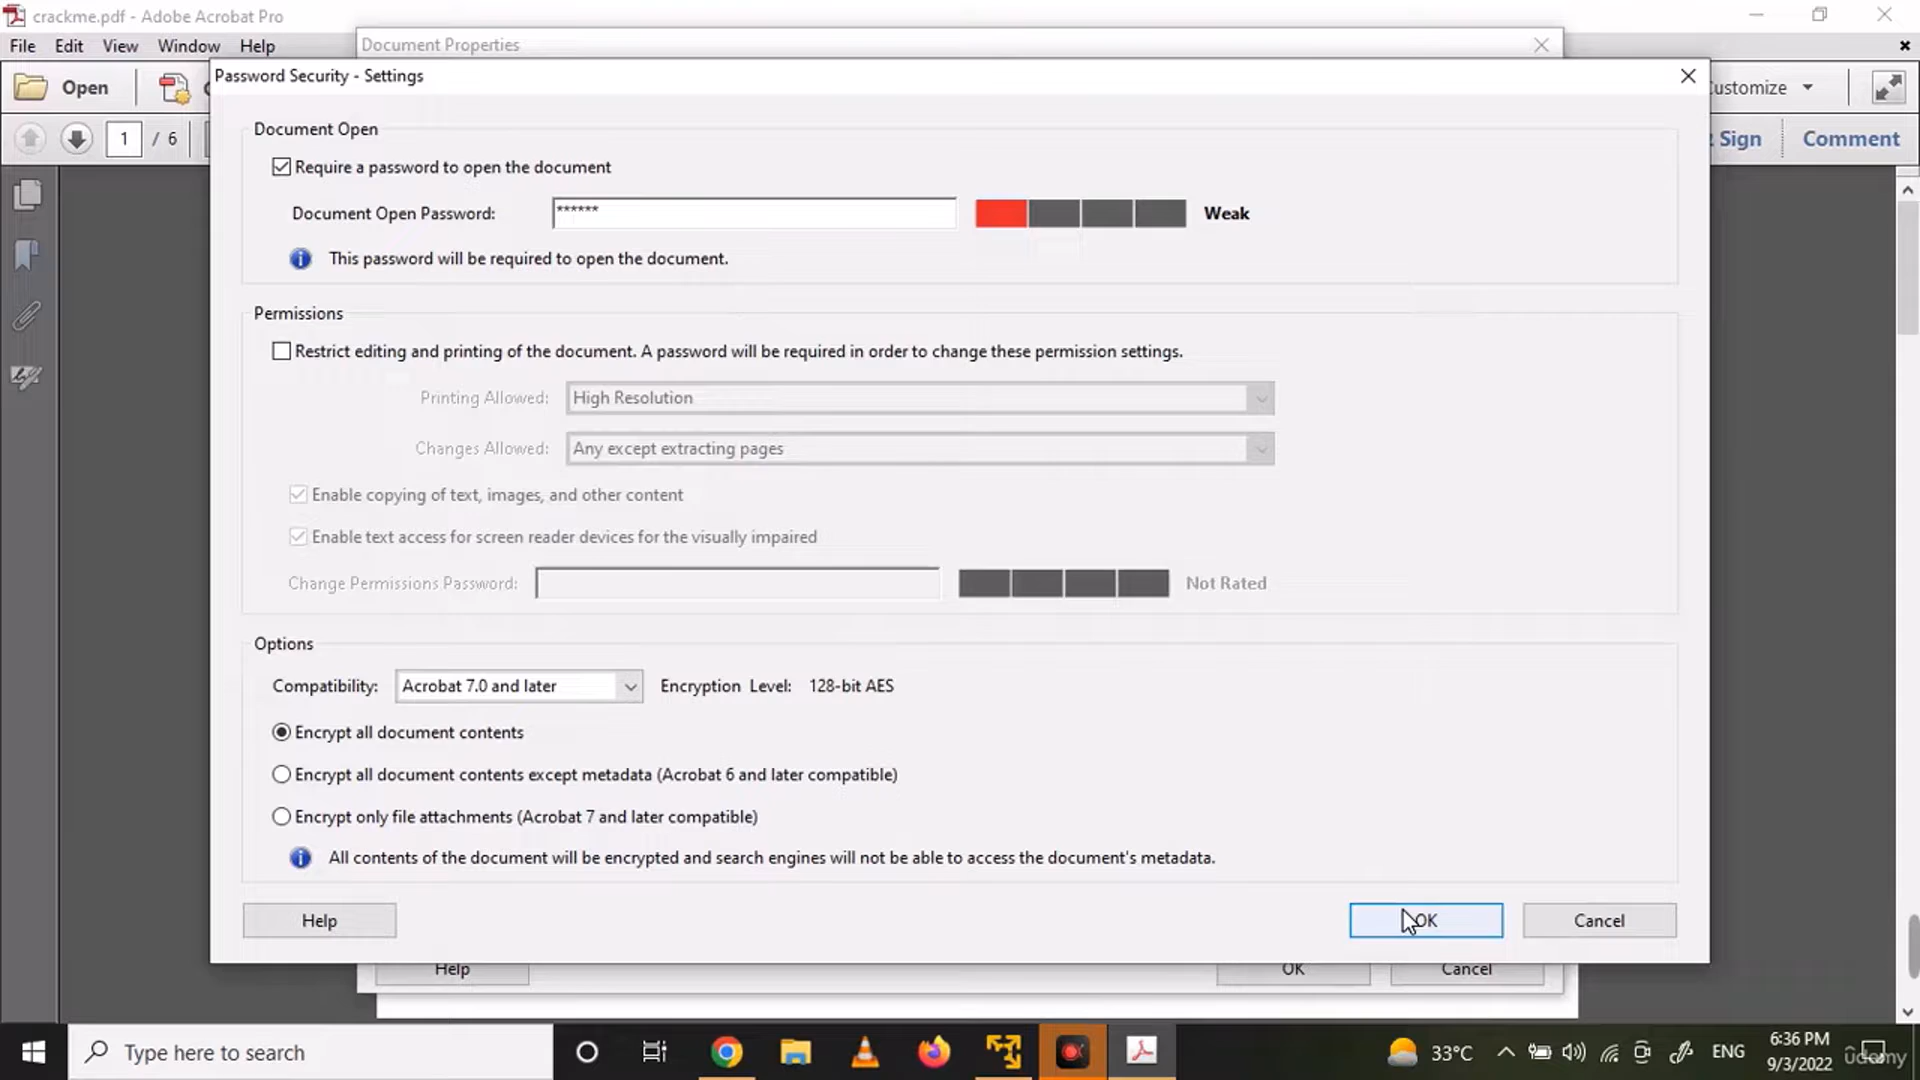 crackme.pdf - Adobe Acrobat Pro
File Edit View Window Help
Document Properties
Open
Customize
Password Security - Settings
1 / 6
Sign
Comment
Document Open
Require a password to open the document
Document Open Password: ****** Weak
This password will be required to open the document.
Permissions
Restrict editing and printing of the document. A password will be required in order to change these permission settings.
Printing Allowed: High Resolution
Changes Allowed: Any except extracting pages
Enable copying of text, images, and other content
Enable text access for screen reader devices for the visually impaired
Change Permissions Password: Not Rated
Options
Compatibility: Acrobat 7.0 and later Encryption Level: 128-bit AES
Encrypt all document contents
Encrypt all document contents except metadata (Acrobat 6 and later compatible)
Encrypt only file attachments (Acrobat 7 and later compatible)
All contents of the document will be encrypted and search engines will not be able to access the document's metadata.
Help OK Cancel
Help OK Cancel
Type here to search
33°C
ENG
6:36 PM
9/3/2022
udemy